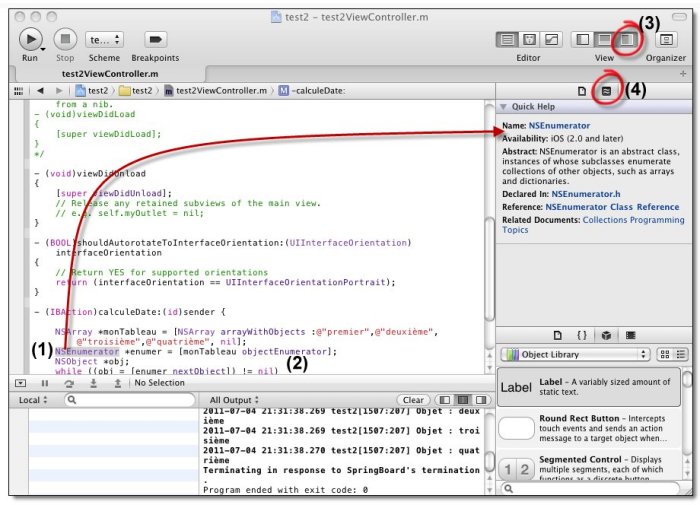 test2 – test2ViewController.m
(3)
te...
Run Stop Scheme Breakpoints
Editor View Organizer
test2ViewController.m
test2 test2 test2ViewController.m -calculeDate:
(4)
from a nib.
- (void)viewDidLoad
{
[super viewDidLoad];
}
*/
- (void)viewDidUnload
{
[super viewDidUnload];
// Release any retained subviews of the main view.
// e.g. self.myOutlet = nil;
}
- (BOOL)shouldAutorotateToInterfaceOrientation:(UIInterfaceOrientation)
interfaceOrientation
{
// Return YES for supported orientations
return (interfaceOrientation == UIInterfaceOrientationPortrait);
}
- (IBAction)calculeDate:(id)sender {
NSArray *monTableau = [NSArray arrayWithObjects :@"premier",@"deuxième",
@"troisième",@"quatrième", nil];
(1) NSEnumerator *enumer = [monTableau objectEnumerator];
NSObject *obj;
(2)
while ((obj = [enumer nextObject]) != nil)
No Selection
Local
All Output Clear
2011-07-04 21:31:38.269 test2[1507:207] Objet : deux
ième
2011-07-04 21:31:38.269 test2[1507:207] Objet : troi
sième
2011-07-04 21:31:38.270 test2[1507:207] Objet : quat
rième
Terminating in response to SpringBoard's termination
.
Program ended with exit code: 0
Quick Help
Name: NSEnumerator
Availability: iOS (2.0 and later)
Abstract: NSEnumerator is an abstract class,
instances of whose subclasses enumerate
collections of other objects, such as arrays
and dictionaries.
Declared In: NSEnumerator.h
Reference: NSEnumerator Class Reference
Related Documents: Collections Programming
Topics
{}
Object Library
Label
Label – A variably sized amount of
static text.
Round Rect Button – Intercepts
touch events and sends an action
message to a target object when...
1 2
Segmented Control – Displays
multiple segments, each of which
functions as a discrete button.